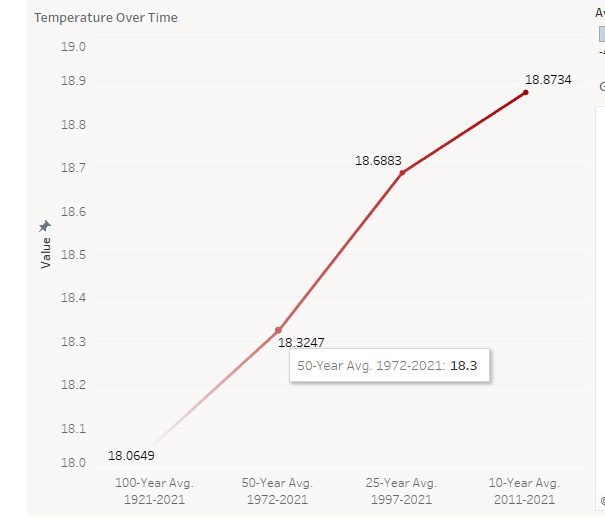 Temperature Over Time
19.0
18.9
18.8
18.7
18.6
18.5
18.4
18.3
18.2
18.1
18.0
Value
18.8734
18.6883
18.3247
50-Year Avg. 1972-2021: 18.3
18.0649
100-Year Avg.
1921-2021
50-Year Avg.
1972-2021
25-Year Avg.
1997-2021
10-Year Avg.
2011-2021